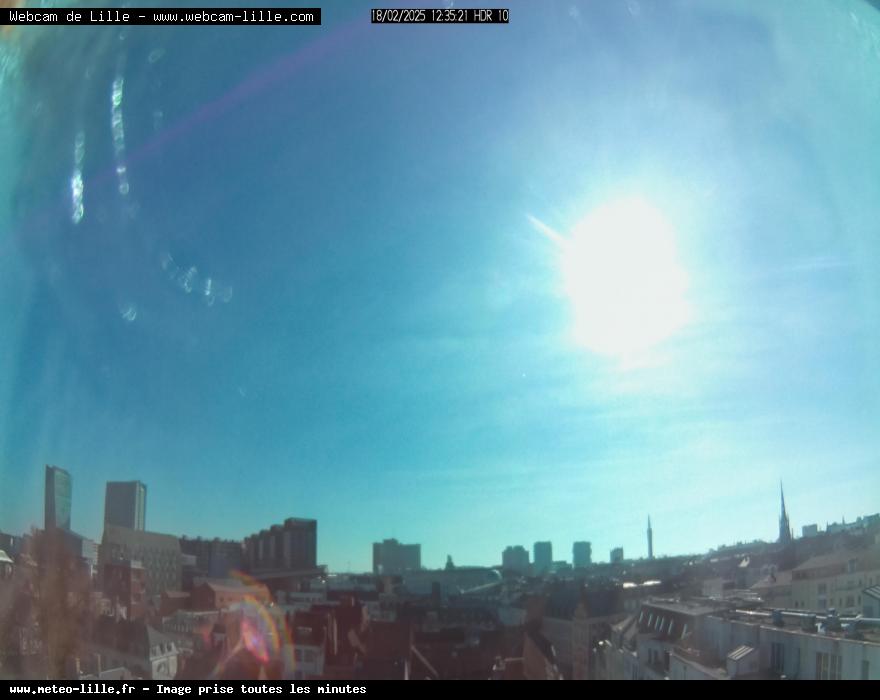 Webcam de Lille - www.webcam-lille.com
18/02/2025 12:35:21 HDR 10
www.meteo-lille.fr - Image prise toutes les minutes